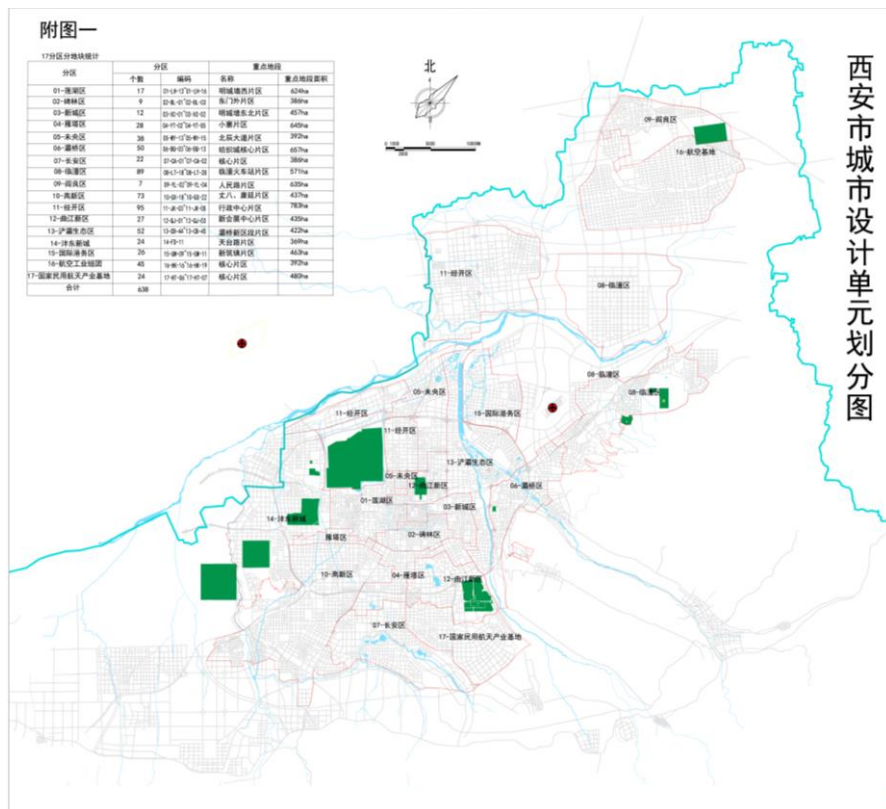 附图一
17分区分地块统计
分区 分区 重点地段
个数 编码 名称 重点地段面积
01-莲湖区 17 明城墙西片区 624ha
02-碑林区 9 东门外片区 386ha
03-新城区 12 明城墙东北片区 457ha
04-雁塔区 28 小寨片区 645ha
05-未央区 36 北辰大道片区 392ha
06-灞桥区 50 纺织城核心片区 657ha
07-长安区 22 核心片区 386ha
08-临潼区 89 临潼火车站片区 571ha
09-阎良区 7 人民路片区 635ha
10-高新区 73 丈八、唐延片区 437ha
11-经开区 95 行政中心片区 783ha
12-曲江新区 27 新会展中心片区 435ha
13-浐灞生态区 52 灞桥新区段片区 422ha
14-沣东新城 24 14-FD-11 天台路片区 369ha
15-国际港务区 26 新筑镇片区 463ha
16-航空工业组团 45 核心片区 392ha
17-国家民用航天产业基地 24 核心片区 480ha
合计 638
北
西安市城市设计单元划分图
09-阎良区
16-航空基地
11-经开区
08-临潼区
08-临潼区
05-未央区
08-临潼区
11-经开区
15-国际港务区
11-经开区
13-浐灞生态区
05-未央区
12-曲江新区
06-灞桥区
01-莲湖区
03-新城区
14-沣东新城
雁塔区
02-碑林区
10-高新区
04-雁塔区
12-曲江新区
07-长安区
17-国家民用航天产业基地